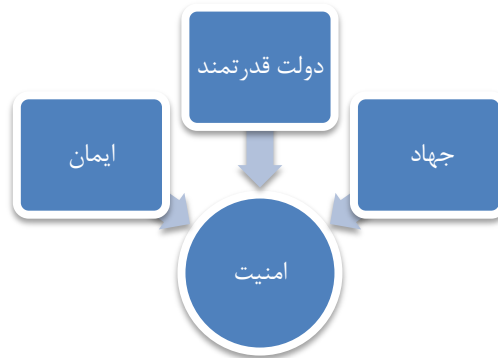 دولت قدرتمند
جهاد
ایمان
امنیت